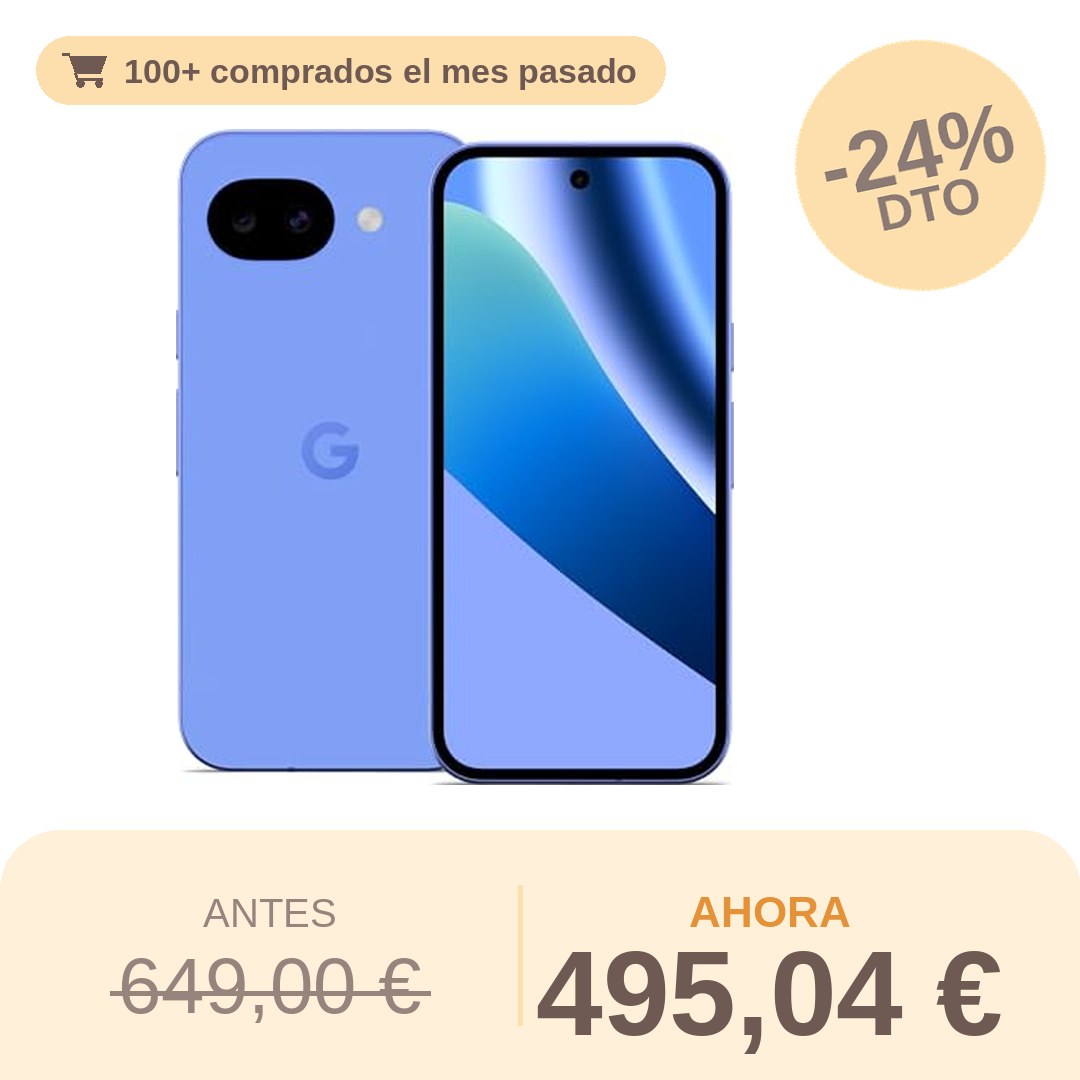 100+ comprados el mes pasado
-24%
DTO
G
ANTES
AHORA
649,00 €
495,04 €